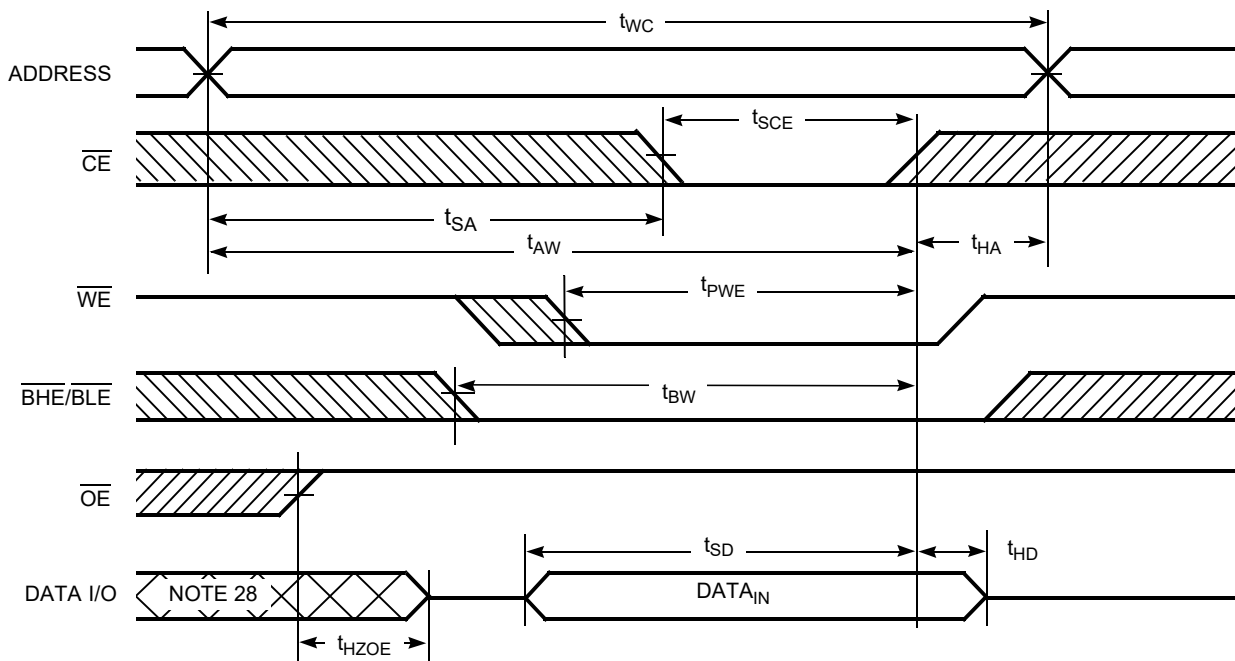 tWC
ADDRESS
tSCE
CE
tSA
tAW
tHA
WE
tPWE
BHE/BLE
tBW
OE
tSD
tHD
DATA I/O
NOTE 28
DATAIN
tHZOE